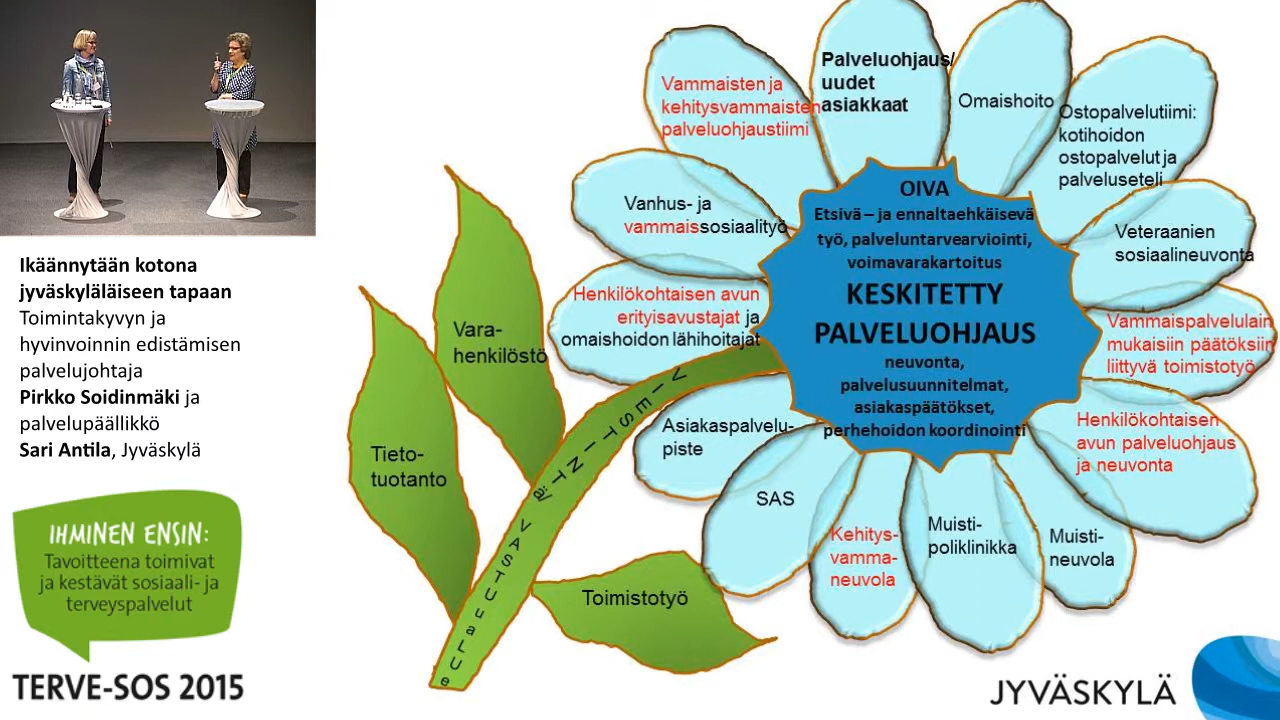 Ikäännytään kotona
jyväskyläläiseen tapaan
Toimintakyvyn ja
hyvinvoinnin edistämisen
palvelujohtaja
Pirkko Soidinmäki ja
palvelupäällikkö
Sari Antila, Jyväskylä
IHMINEN ENSIN:
Tavoitteena toimivat
ja kestävät sosiaali- ja
terveyspalvelut
TERVE-SOS 2015
Palveluohjaus/
uudet
asiakkaat
Omaishoito
Ostopalvelutiimi:
kotihoidon
ostopalvelut ja
palveluseteli
Veteraanien
sosiaalineuvonta
Vammaispalvelulain
mukaisiin päätöksiin
liittyvä toimistotyö
Henkilökohtaisen
avun palveluohjaus
ja neuvonta
Muisti-
neuvola
Muisti-
poliklinikka
Kehitys-
vamma-
neuvola
SAS
Asiakaspalvelu-
piste
Henkilökohtaisen avun
erityisavustajat ja
omaishoidon lähihoitajat
Vanhus- ja
vammaissosiaalityö
Vammaisten ja
kehitysvammaisten
palveluohjaustiimi
OIVA
Etsivä – ja ennaltaehkäisevä
työ, palveluntarvearviointi,
voimavarakartoitus
KESKITETTY
PALVELUOHJAUS
neuvonta,
palvelusuunnitelmat,
asiakaspäätökset,
perhehoidon koordinointi
Vara-
henkilöstö
Tieto-
tuotanto
Toimistotyö
VIESTINTä/ VASTUualue
JYVÄSKYLÄ